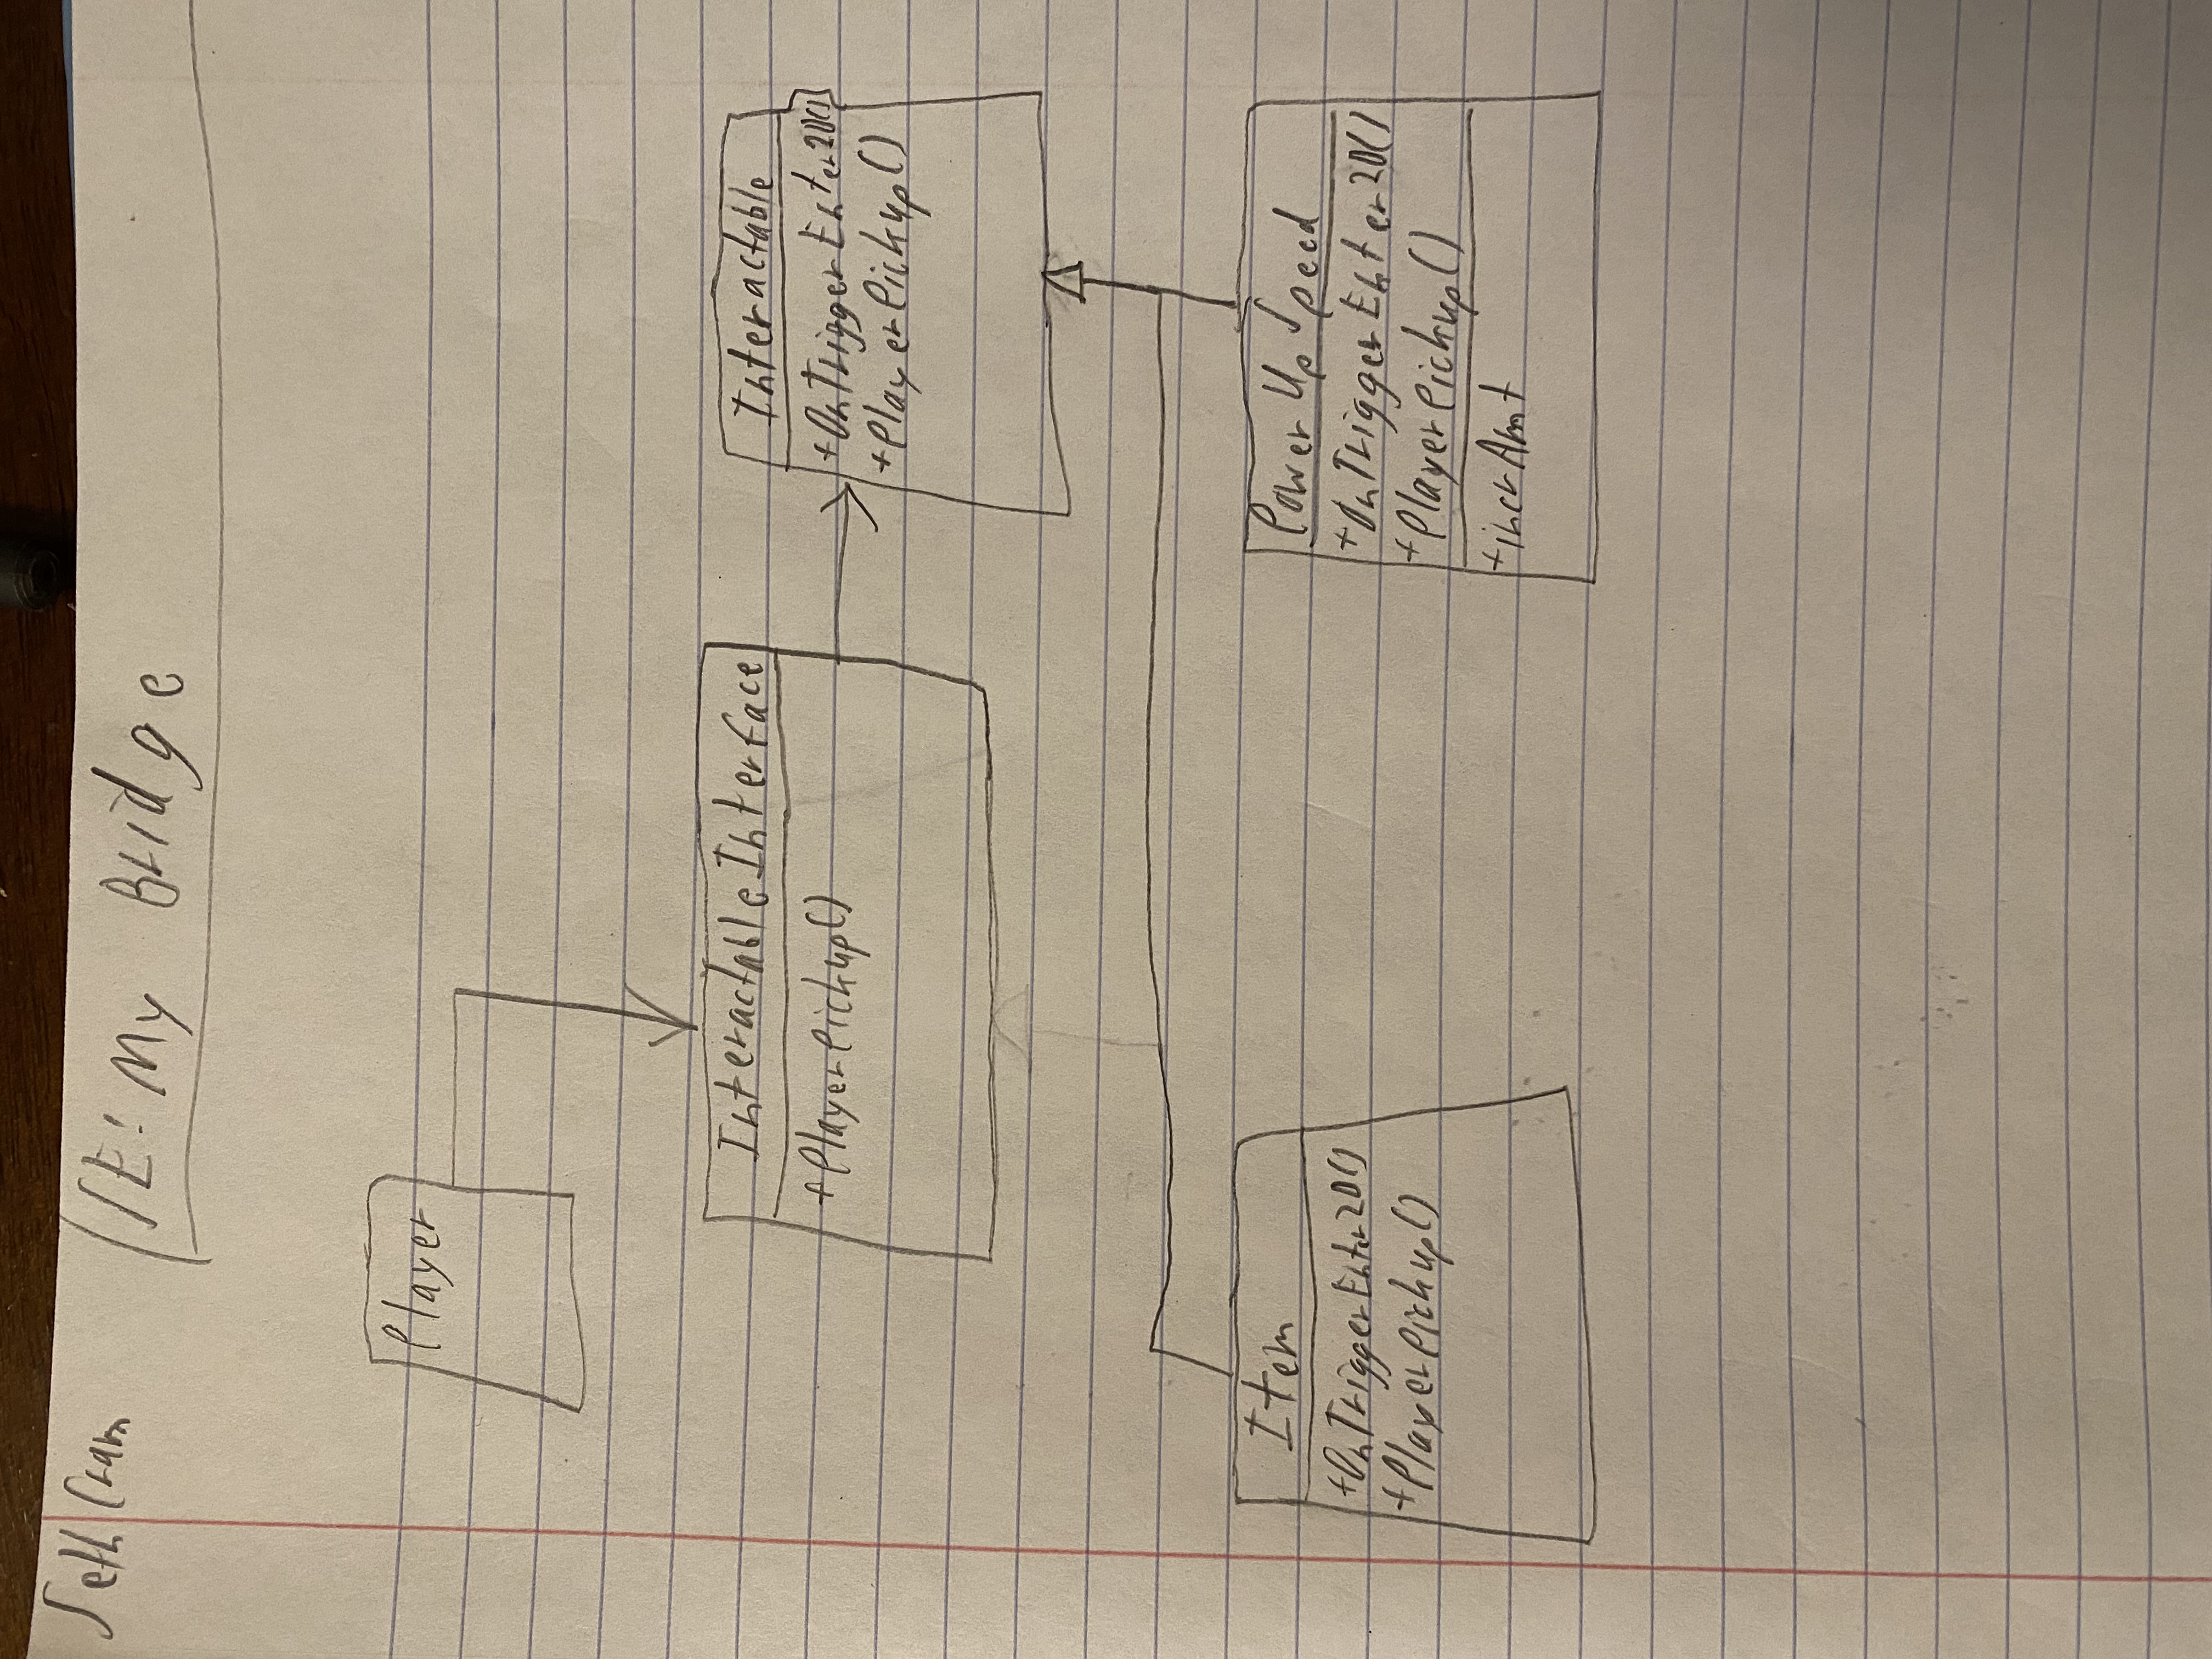 Seth Cram
SE: My Bridge
Player
InteractableInterface
+PlayerPickup()
Interactable
+OnTriggerEnter2D()
+PlayerPickup()
Item
+OnTriggerEnter2D()
+PlayerPickup()
PowerUpSpeed
+OnTriggerEnter2D()
+PlayerPickup()
+incrAmt